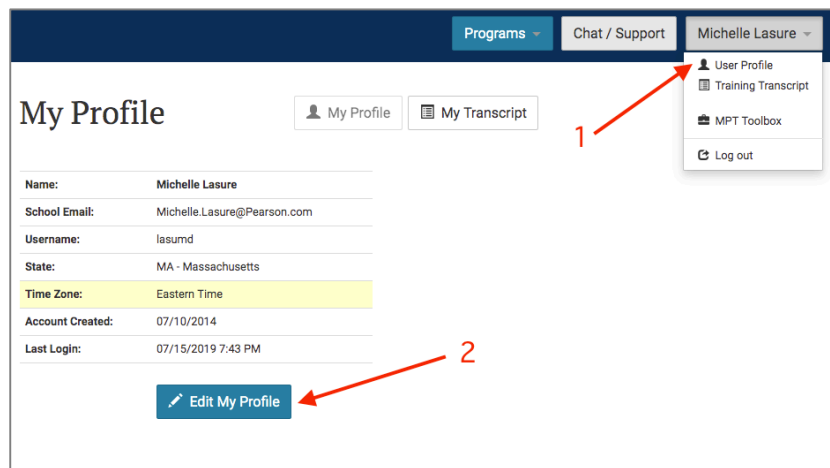 Programs
Chat / Support
Michelle Lasure
User Profile
Training Transcript
MPT Toolbox
Log out
1
My Profile
My Profile
My Transcript
Name: Michelle Lasure
School Email: Michelle.Lasure@Pearson.com
Username: lasumd
State: MA - Massachusetts
Time Zone: Eastern Time
Account Created: 07/10/2014
Last Login: 07/15/2019 7:43 PM
2
Edit My Profile